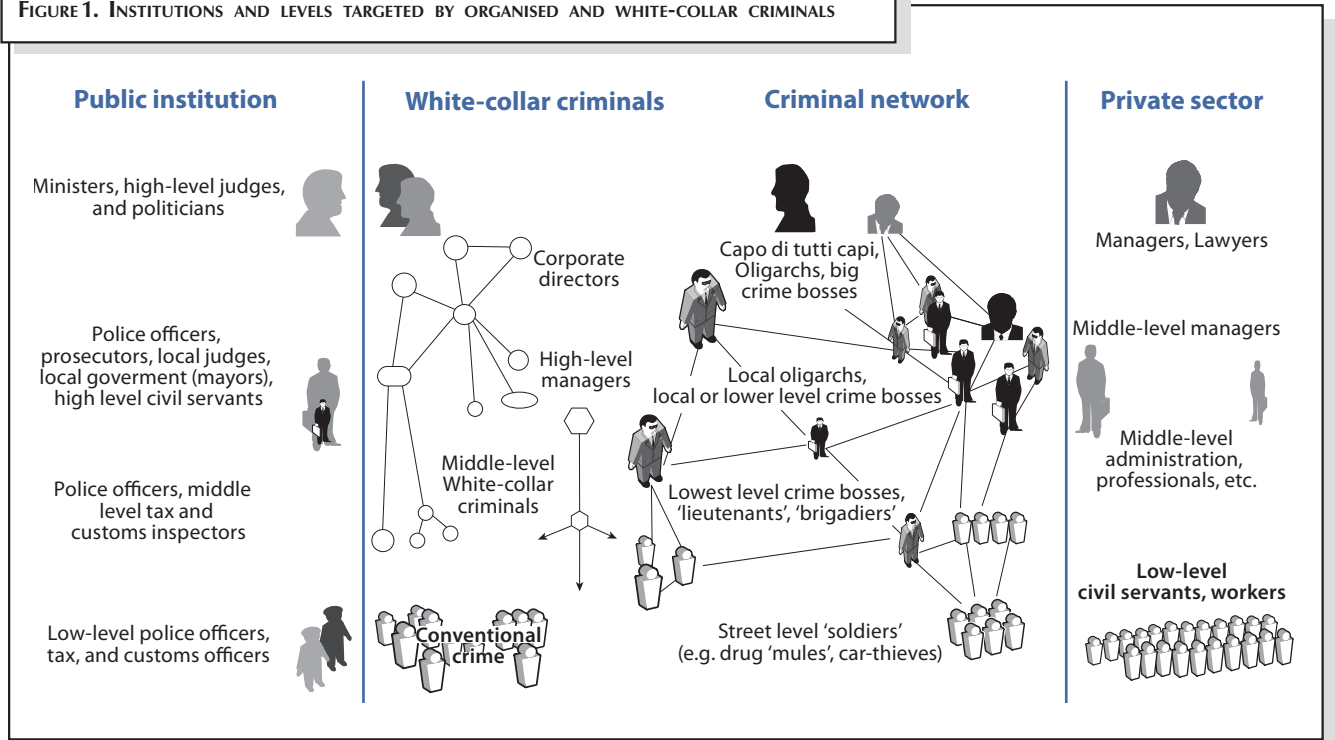 FIGURE 1. INSTITUTIONS AND LEVELS TARGETED BY ORGANISED AND WHITE-COLLAR CRIMINALS
Public institution
Ministers, high-level judges,
and politicians
Police officers,
prosecutors, local judges,
local goverment (mayors),
high level civil servants
Police officers, middle
level tax and
customs inspectors
Low-level police officers,
tax, and customs officers
White-collar criminals
Corporate
directors
High-level
managers
Middle-level
White-collar
criminals
Conventional
crime
Criminal network
Capo di tutti capi,
Oligarchs, big
crime bosses
Local oligarchs,
local or lower level crime bosses
Lowest level crime bosses,
'lieutenants', 'brigadiers'
Street level 'soldiers'
(e.g. drug 'mules', car-thieves)
Private sector
Managers, Lawyers
Middle-level managers
Middle-level
administration,
professionals, etc.
Low-level
civil servants, workers